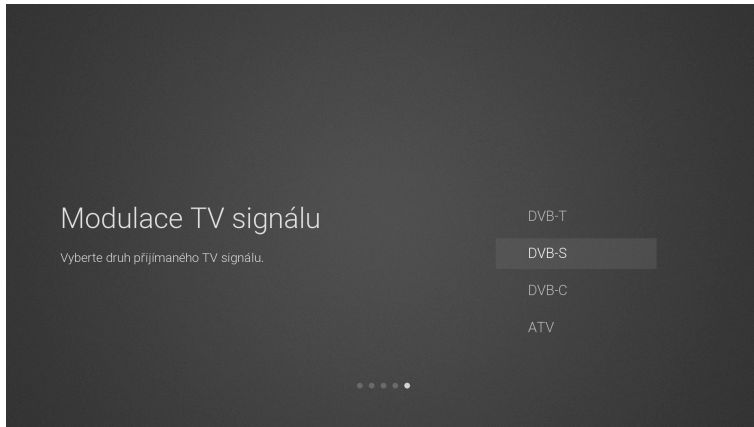 Modulace TV signálu
Vyberte druh přijímaného TV signálu.
DVB-T
DVB-S
DVB-C
ATV